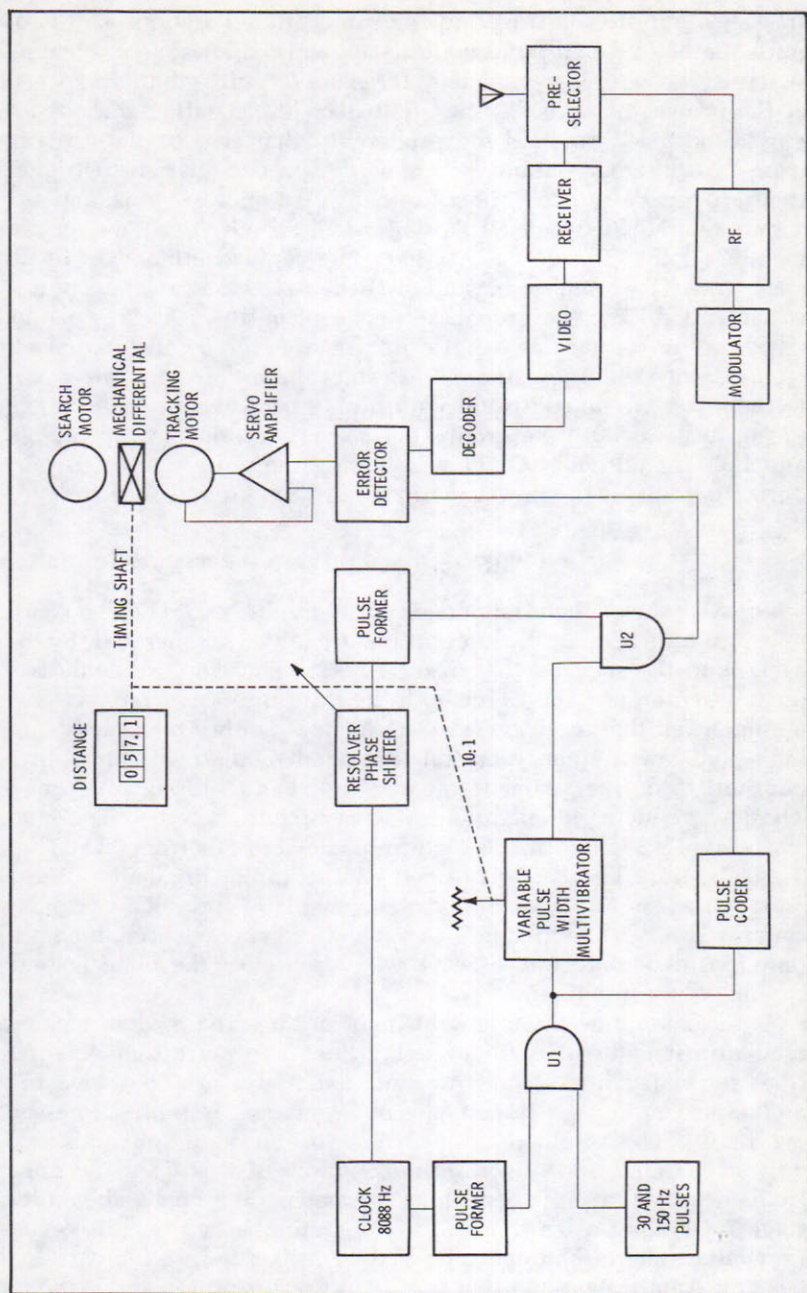 SEARCH
MOTOR
MECHANICAL
DIFFERENTIAL
TRACKING
MOTOR
SERVO
AMPLIFIER
ERROR
DETECTOR
DECODER
VIDEO
RECEIVER
PRE-
SELECTOR
TIMING SHAFT
DISTANCE
0 5 7. 1
RESOLVER
PHASE
SHIFTER
PULSE
FORMER
10.1
U2
MODULATOR
RF
CLOCK
8088 Hz
PULSE
FORMER
30 AND
150 Hz
PULSES
U1
VARIABLE
PULSE
WIDTH
MULTIVIBRATOR
PULSE
CODER